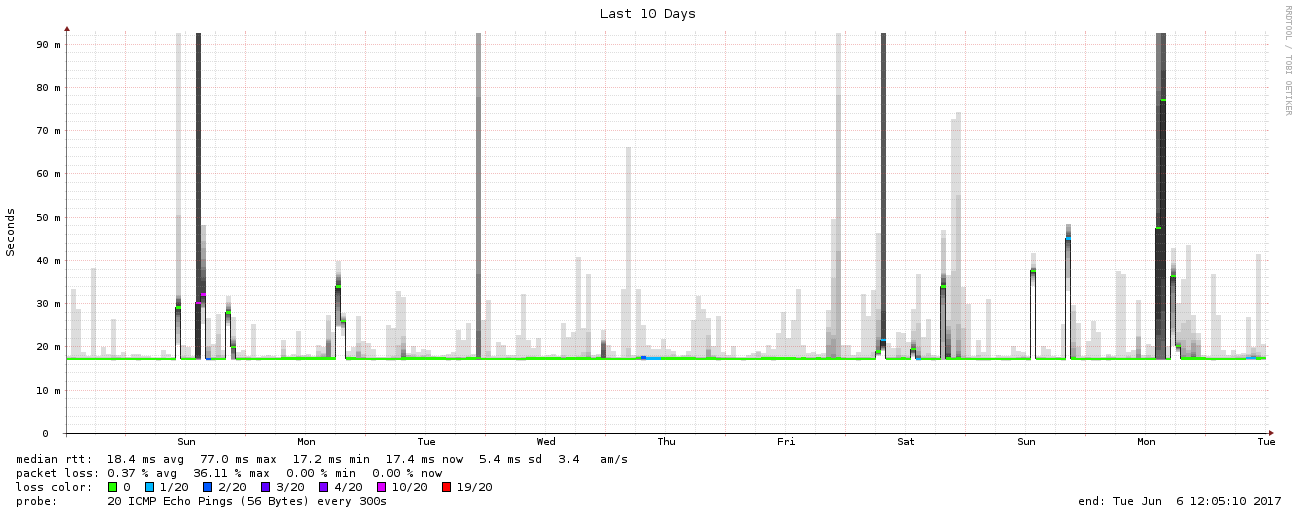 Last 10 Days
RRDTOOL / TOBI OETIKER
Seconds
90 m
80 m
70 m
60 m
50 m
40 m
30 m
20 m
10 m
0
Sun Mon Tue Wed Thu Fri Sat Sun Mon Tue
median rtt: 18.4 ms avg 77.0 ms max 17.2 ms min 17.4 ms now 5.4 ms sd 3.4 am/s
packet loss: 0.37 % avg 36.11 % max 0.00 % min 0.00 % now
loss color: 0 1/20 2/20 3/20 4/20 10/20 19/20
probe: 20 ICMP Echo Pings (56 Bytes) every 300s
end: Tue Jun 6 12:05:10 2017